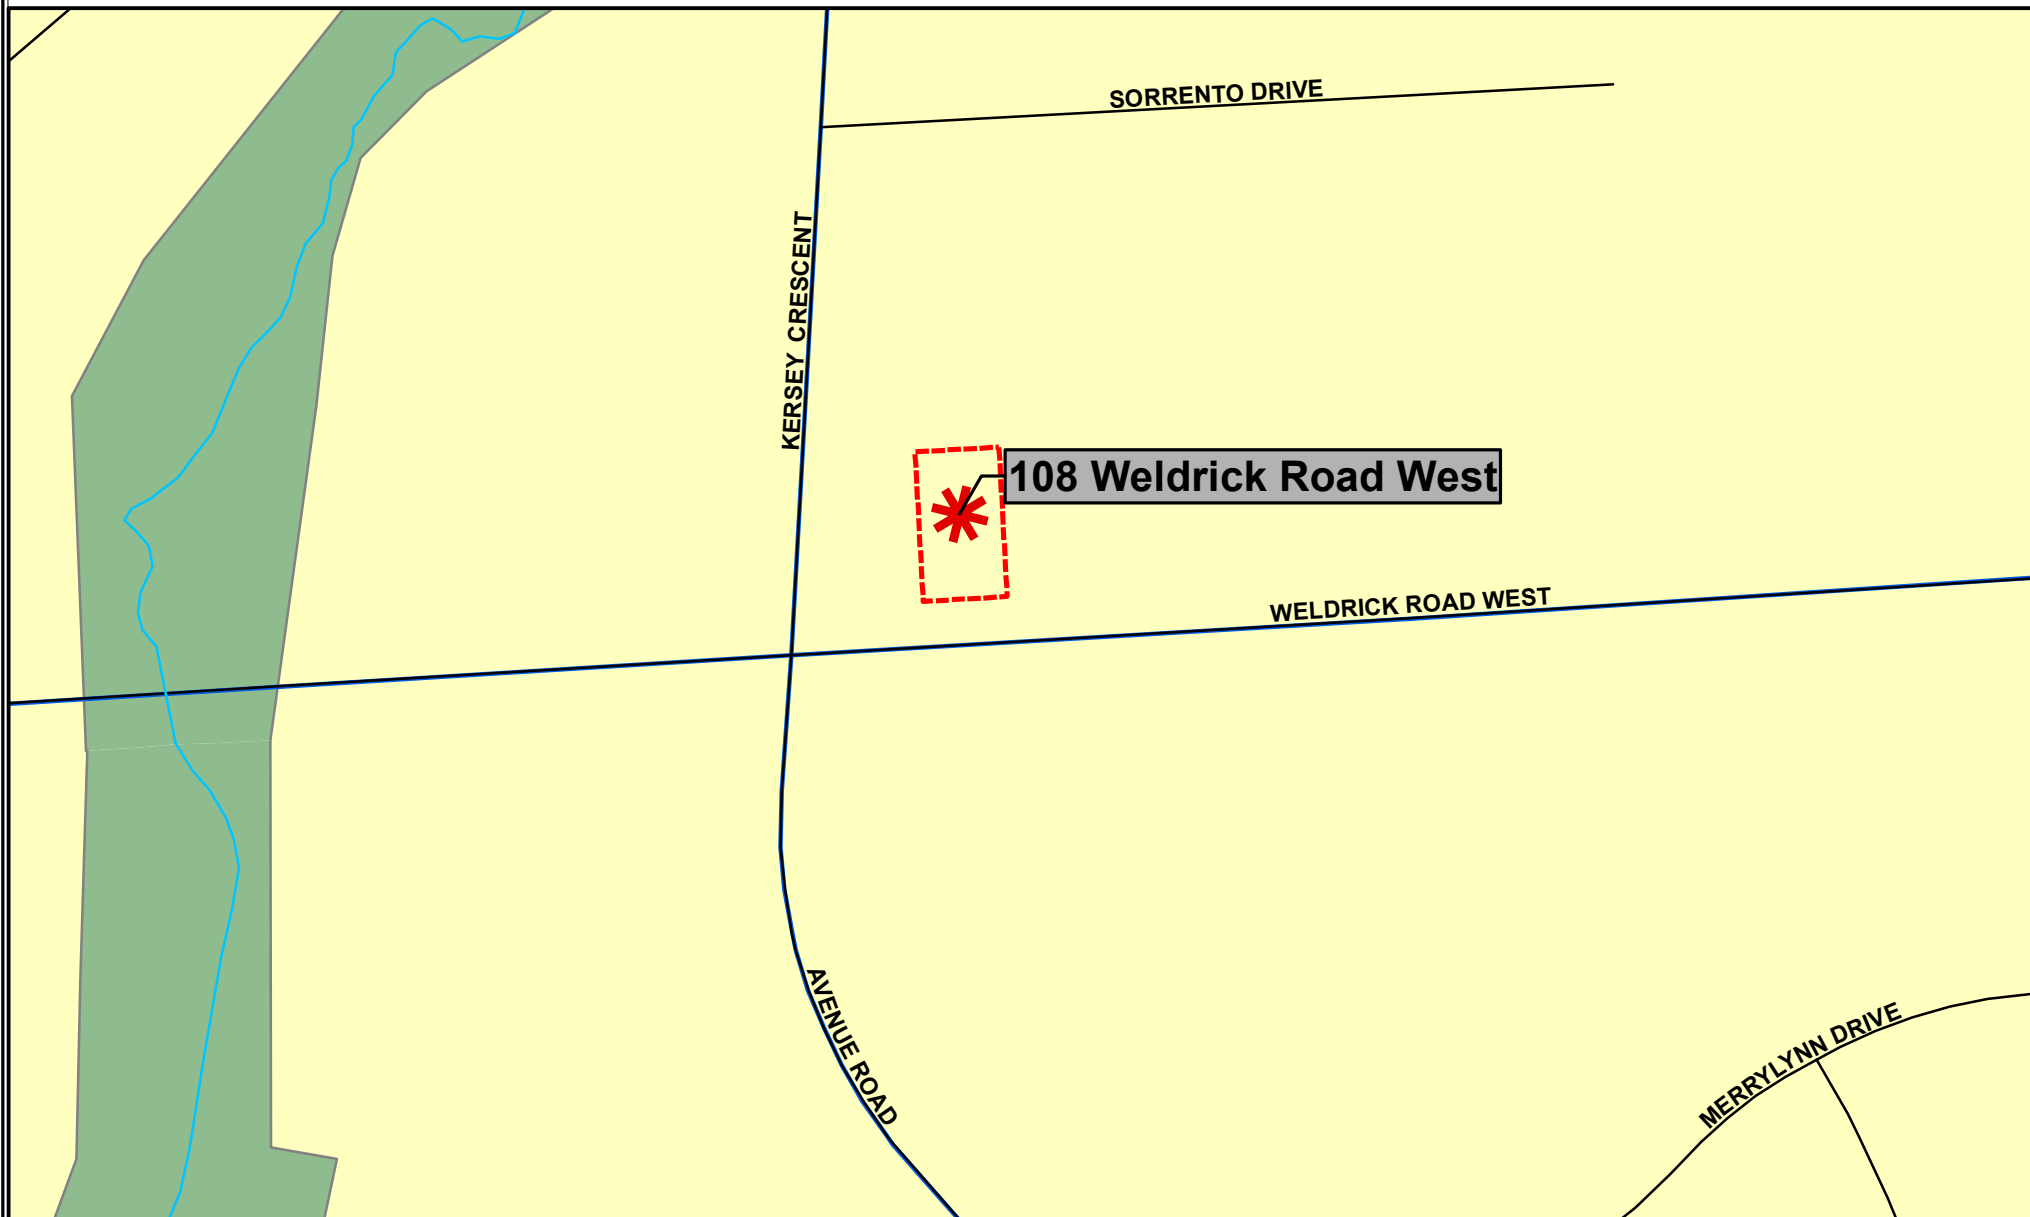 SORRENTO DRIVE
KERSEY CRESCENT
108 Weldrick Road West
WELDRICK ROAD WEST
AVENUE ROAD
MERRYLYNN DRIVE